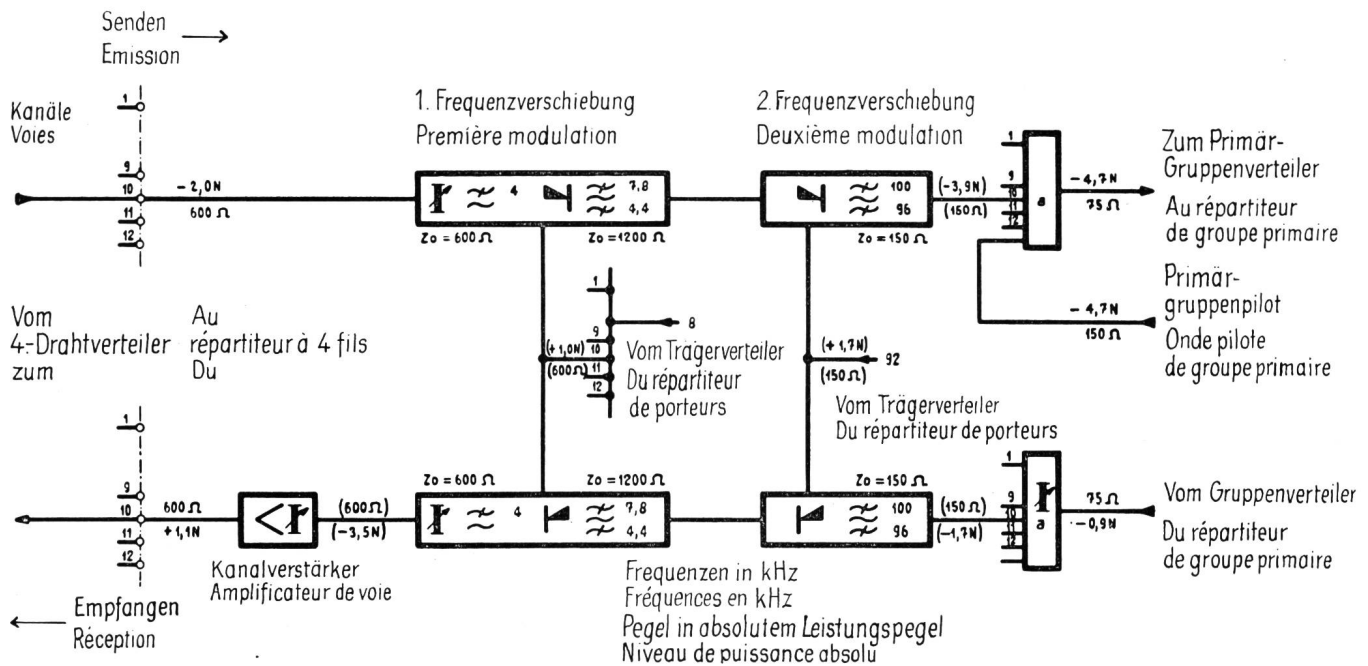 Senden
Emission
Kanäle
Voies
1
9
10
11
12
– 2,0N
600 Ω
1. Frequenzverschiebung
Première modulation
4
7,8
4,4
Zo = 600 Ω
Zo = 1200 Ω
2. Frequenzverschiebung
Deuxième modulation
100
96
Zo = 150 Ω
(–3,9N)
(150Ω)
1
9
10
11
12
a
– 4,7N
75 Ω
Zum Primär-
Gruppenverteiler
Au répartiteur
de groupe primaire
Primär-
gruppenpilot
Onde pilote
de groupe primaire
– 4,7N
150 Ω
Vom
4.-Drahtverteiler
zum
Au
répartiteur à 4 fils
Du
1
9
10
11
12
8
(+1,0N)
(600Ω)
Vom Trägerverteiler
Du répartiteur
de porteurs
(+1,7N)
(150Ω)
92
Vom Trägerverteiler
Du répartiteur de porteurs
1
9
10
11
12
600 Ω
+1,1N
(600Ω)
(–3,5N)
Kanalverstärker
Amplificateur de voie
Zo = 600 Ω
Zo = 1200 Ω
4
7,8
4,4
Zo = 150 Ω
100
96
(150Ω)
(–1,7N)
1
9
12
a
75 Ω
–0,9N
Vom Gruppenverteiler
Du répartiteur
de groupe primaire
Empfangen
Réception
Frequenzen in kHz
Fréquences en kHz
Pegel in absolutem Leistungspegel
Niveau de puissance absolu